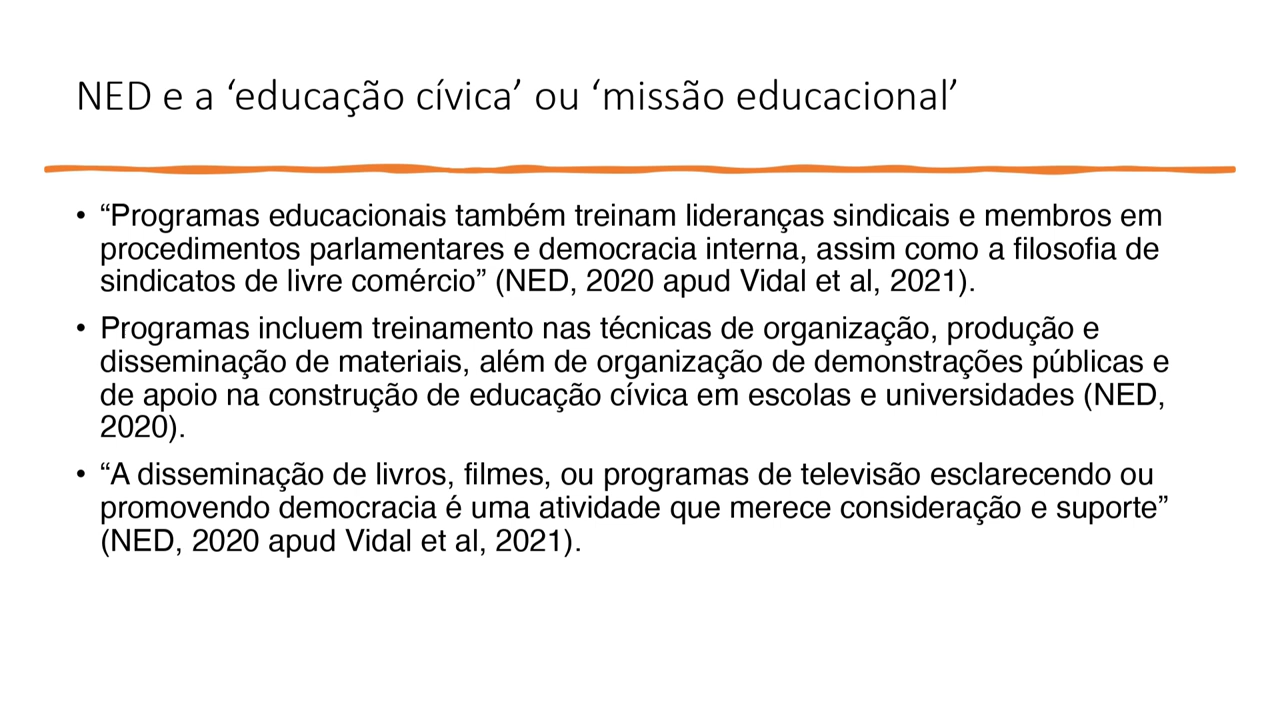 NED e a ‘educação cívica’ ou ‘missão educacional’
• “Programas educacionais também treinam lideranças sindicais e membros em
procedimentos parlamentares e democracia interna, assim como a filosofia de
sindicatos de livre comércio” (NED, 2020 apud Vidal et al, 2021).
• Programas incluem treinamento nas técnicas de organização, produção e
disseminação de materiais, além de organização de demonstrações públicas e
de apoio na construção de educação cívica em escolas e universidades (NED,
2020).
• “A disseminação de livros, filmes, ou programas de televisão esclarecendo ou
promovendo democracia é uma atividade que merece consideração e suporte”
(NED, 2020 apud Vidal et al, 2021).